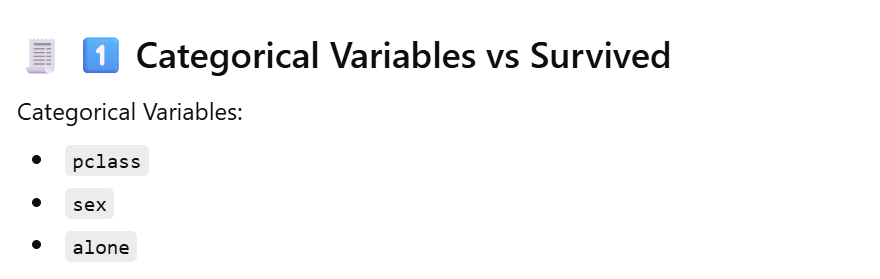 1 Categorical Variables vs Survived
Categorical Variables:
pclass
sex
alone